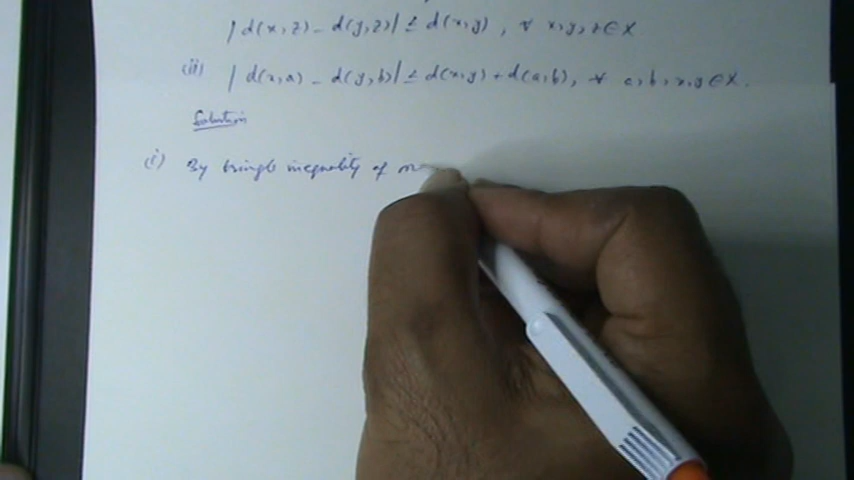 | d(x,z) - d(y,z) | ≤ d(x,y) , ∀ x,y,z ∈ X
(ii) | d(x,a) - d(y,b) | ≤ d(x,y) + d(a,b), ∀ a,b,x,y ∈ X.
Solution
(i) By triangle inequality of